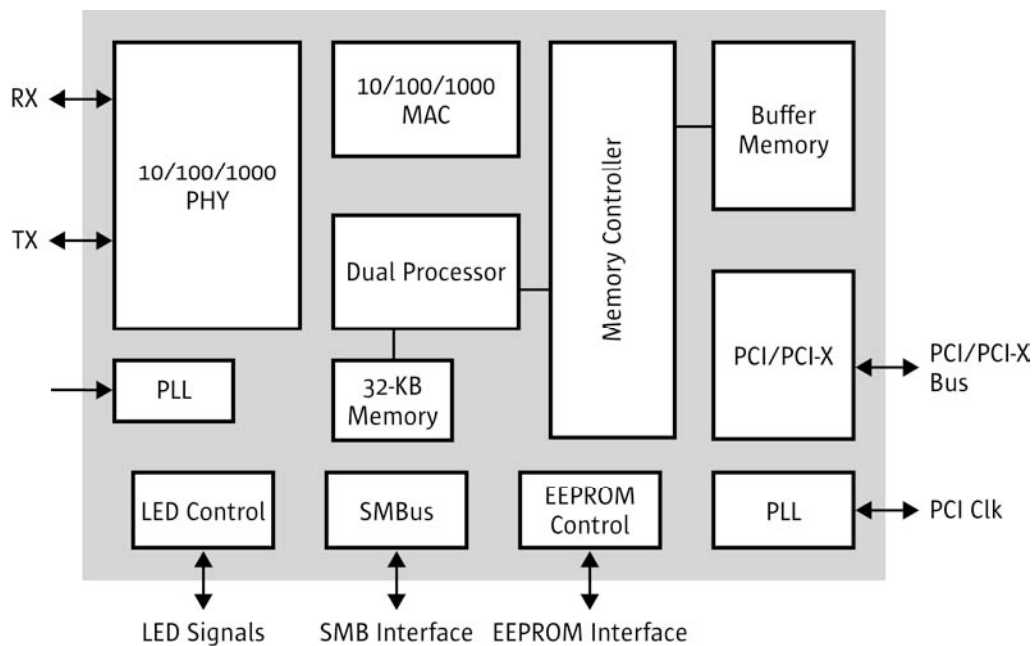 RX
TX
10/100/1000
PHY
10/100/1000
MAC
Memory Controller
Buffer
Memory
Dual Processor
32-KB
Memory
PLL
PCI/PCI-X
PCI/PCI-X
Bus
LED Control
SMBus
EEPROM
Control
PLL
PCI Clk
LED Signals
SMB Interface
EEPROM Interface